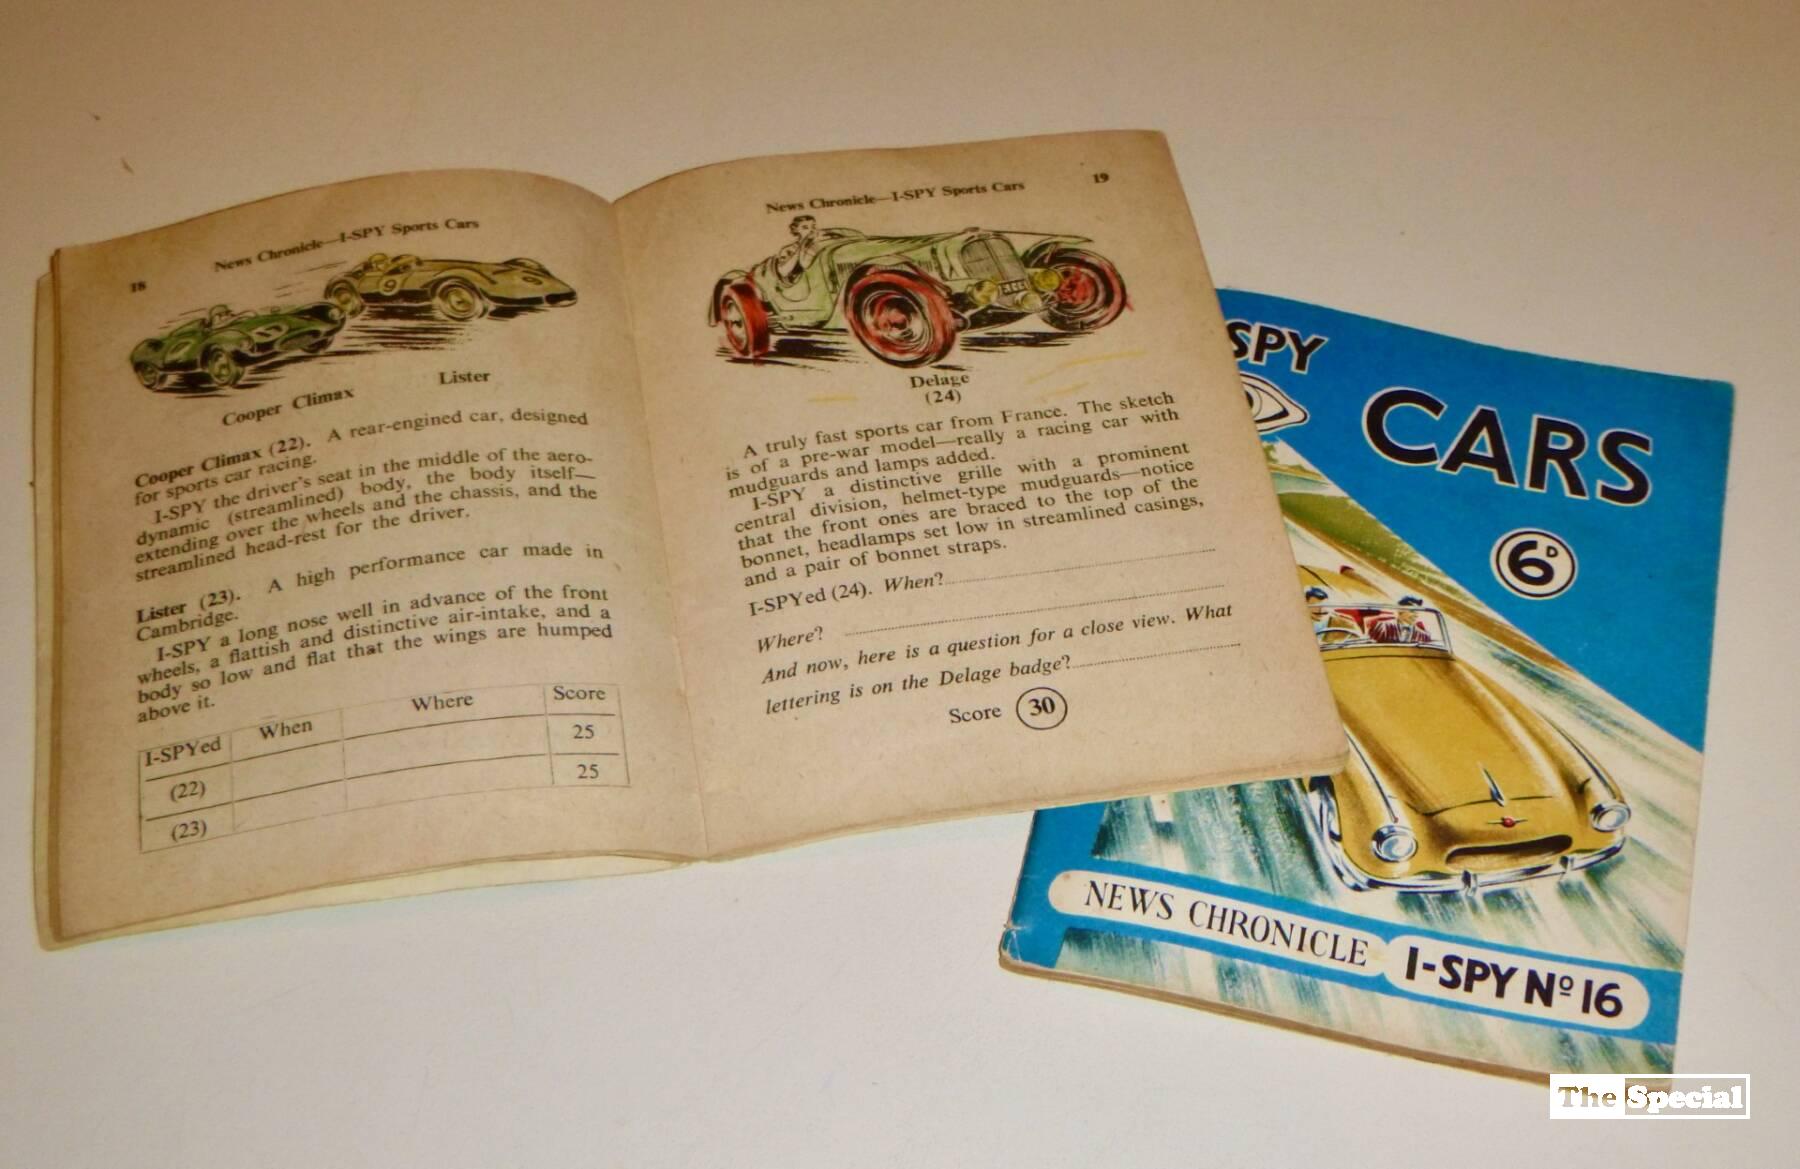 18
News Chronicle—I-SPY Sports Cars
9
9
Lister
Cooper Climax
Cooper Climax (22). A rear-engined car, designed
for sports car racing.
I-SPY the driver's seat in the middle of the aero-
dynamic (streamlined) body, the body itself—
extending over the wheels and the chassis, and the
streamlined head-rest for the driver.
Lister (23). A high performance car made in
Cambridge.
I-SPY a long nose well in advance of the front
wheels, a flattish and distinctive air-intake, and a
body so low and flat that the wings are humped
above it.
I-SPYed When Where Score
(22) 25
(23) 25
News Chronicle—I-SPY Sports Cars
19
Delage
(24)
A truly fast sports car from France. The sketch
is of a pre-war model—really a racing car with
mudguards and lamps added.
I-SPY a distinctive grille with a prominent
central division, helmet-type mudguards—notice
that the front ones are braced to the top of the
bonnet, headlamps set low in streamlined casings,
and a pair of bonnet straps.
I-SPYed (24). When?
Where?
And now, here is a question for a close view. What
lettering is on the Delage badge?
Score 30
SPY
CARS
6D
NEWS CHRONICLE I-SPY Nº 16
The Special